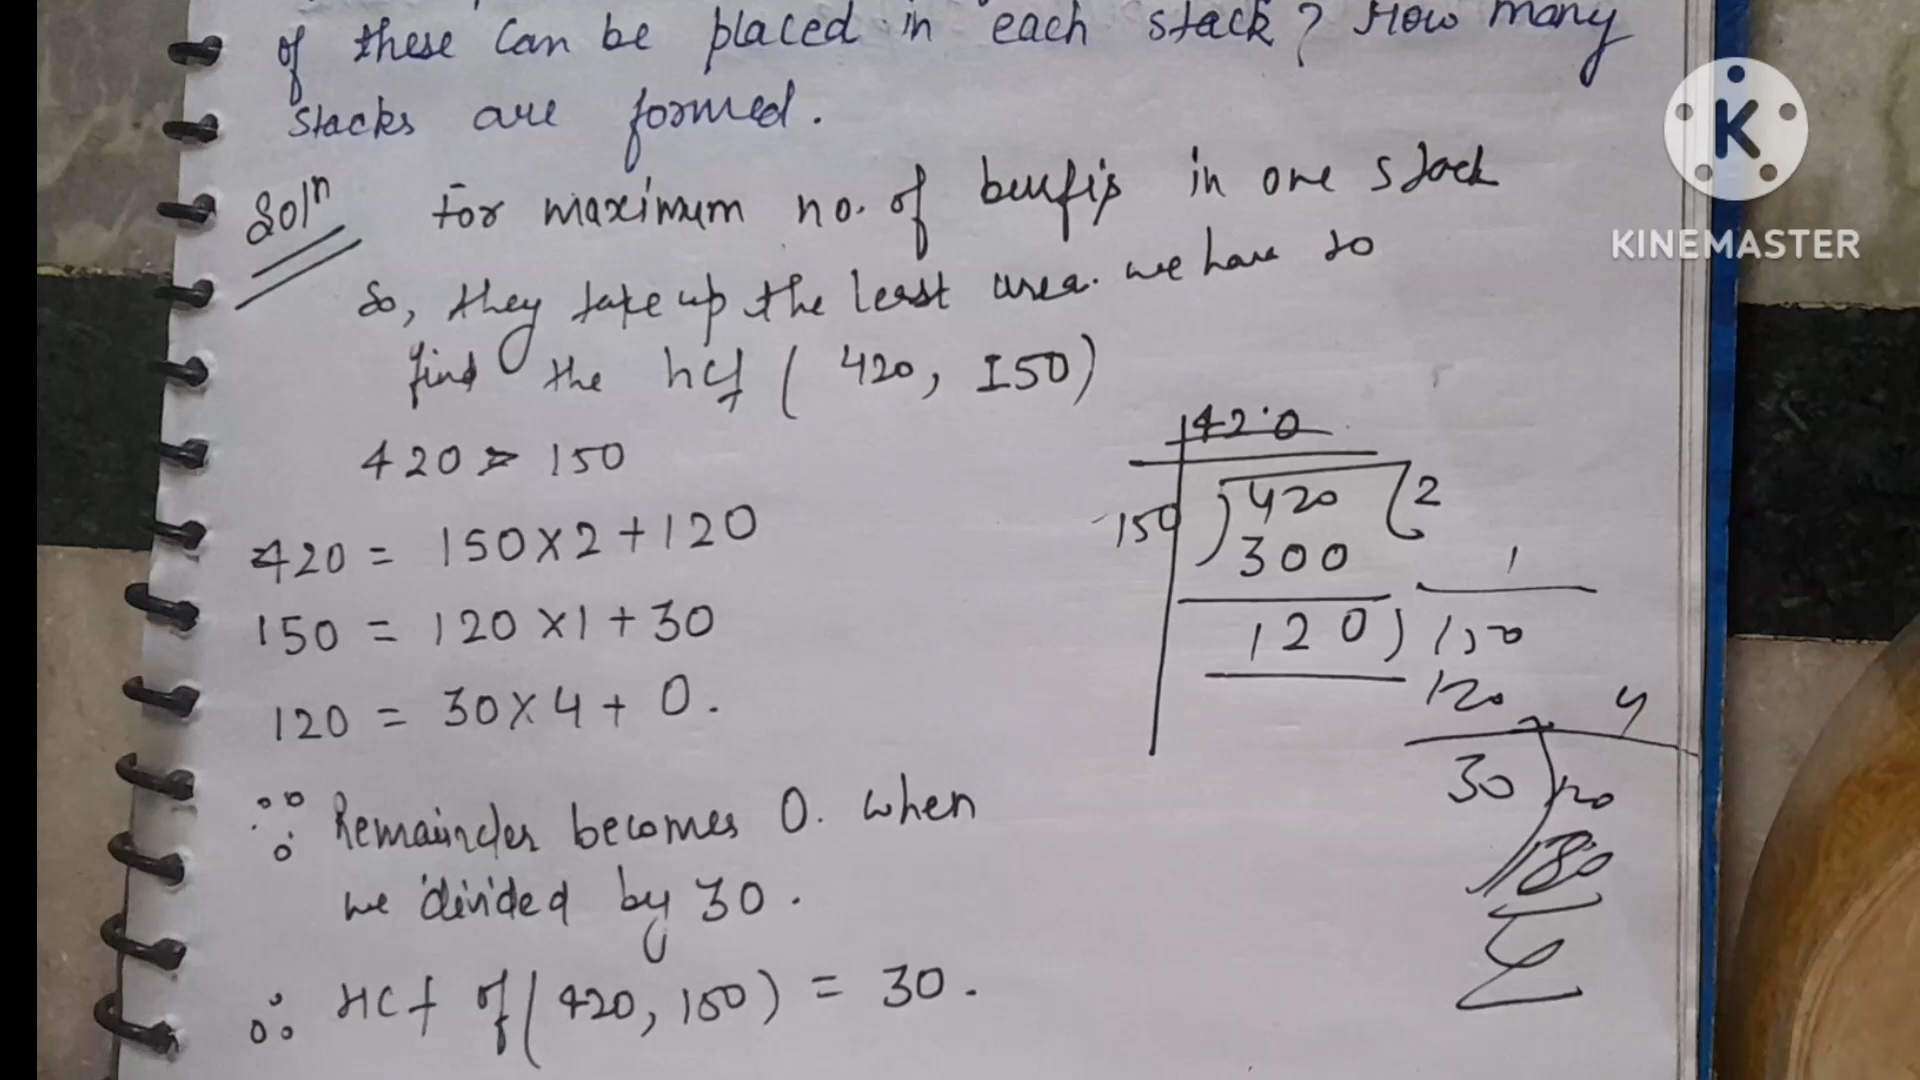 of these can be placed in each stack? How many
stacks are formed.
Solⁿ For maximum no. of burfis in one stack
So, they take up the least area. we have to
find the hcf ( 420, 150)
420 > 150
420 = 150×2+120
150 = 120×1+30
120 = 30×4+0.
∵ Remainder becomes 0. when
we divided by 30.
∴ HCf of (420, 150) = 30.
420
150 ) 420 ( 2
300
1
120 ) 150
120
4
30
K
KINEMASTER